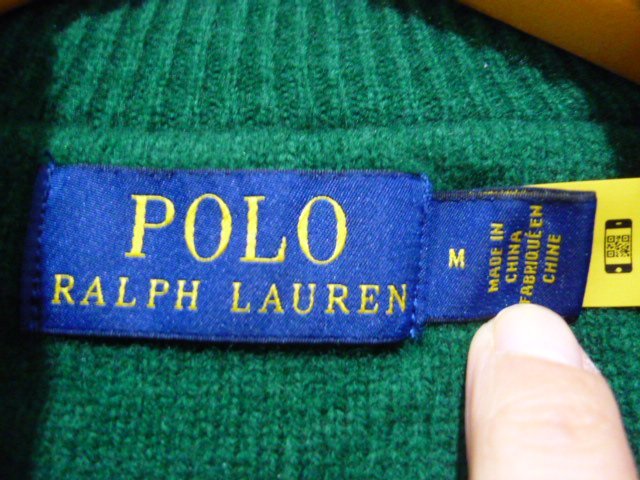 POLO
RALPH LAUREN
M
MADE IN
CHINA
FABRIQUÉ EN
CHINE